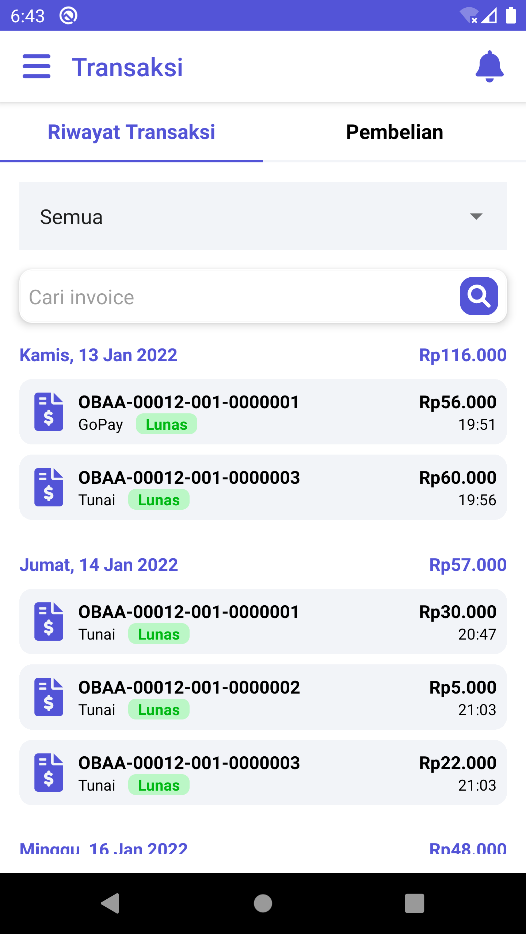 6:43
Transaksi
Riwayat Transaksi
Pembelian
Semua
Cari invoice
Kamis, 13 Jan 2022 Rp116.000
OBAA-00012-001-0000001 Rp56.000
GoPay Lunas 19:51
OBAA-00012-001-0000003 Rp60.000
Tunai Lunas 19:56
Jumat, 14 Jan 2022 Rp57.000
OBAA-00012-001-0000001 Rp30.000
Tunai Lunas 20:47
OBAA-00012-001-0000002 Rp5.000
Tunai Lunas 21:03
OBAA-00012-001-0000003 Rp22.000
Tunai Lunas 21:03
Minggu, 16 Jan 2022 Rp48.000